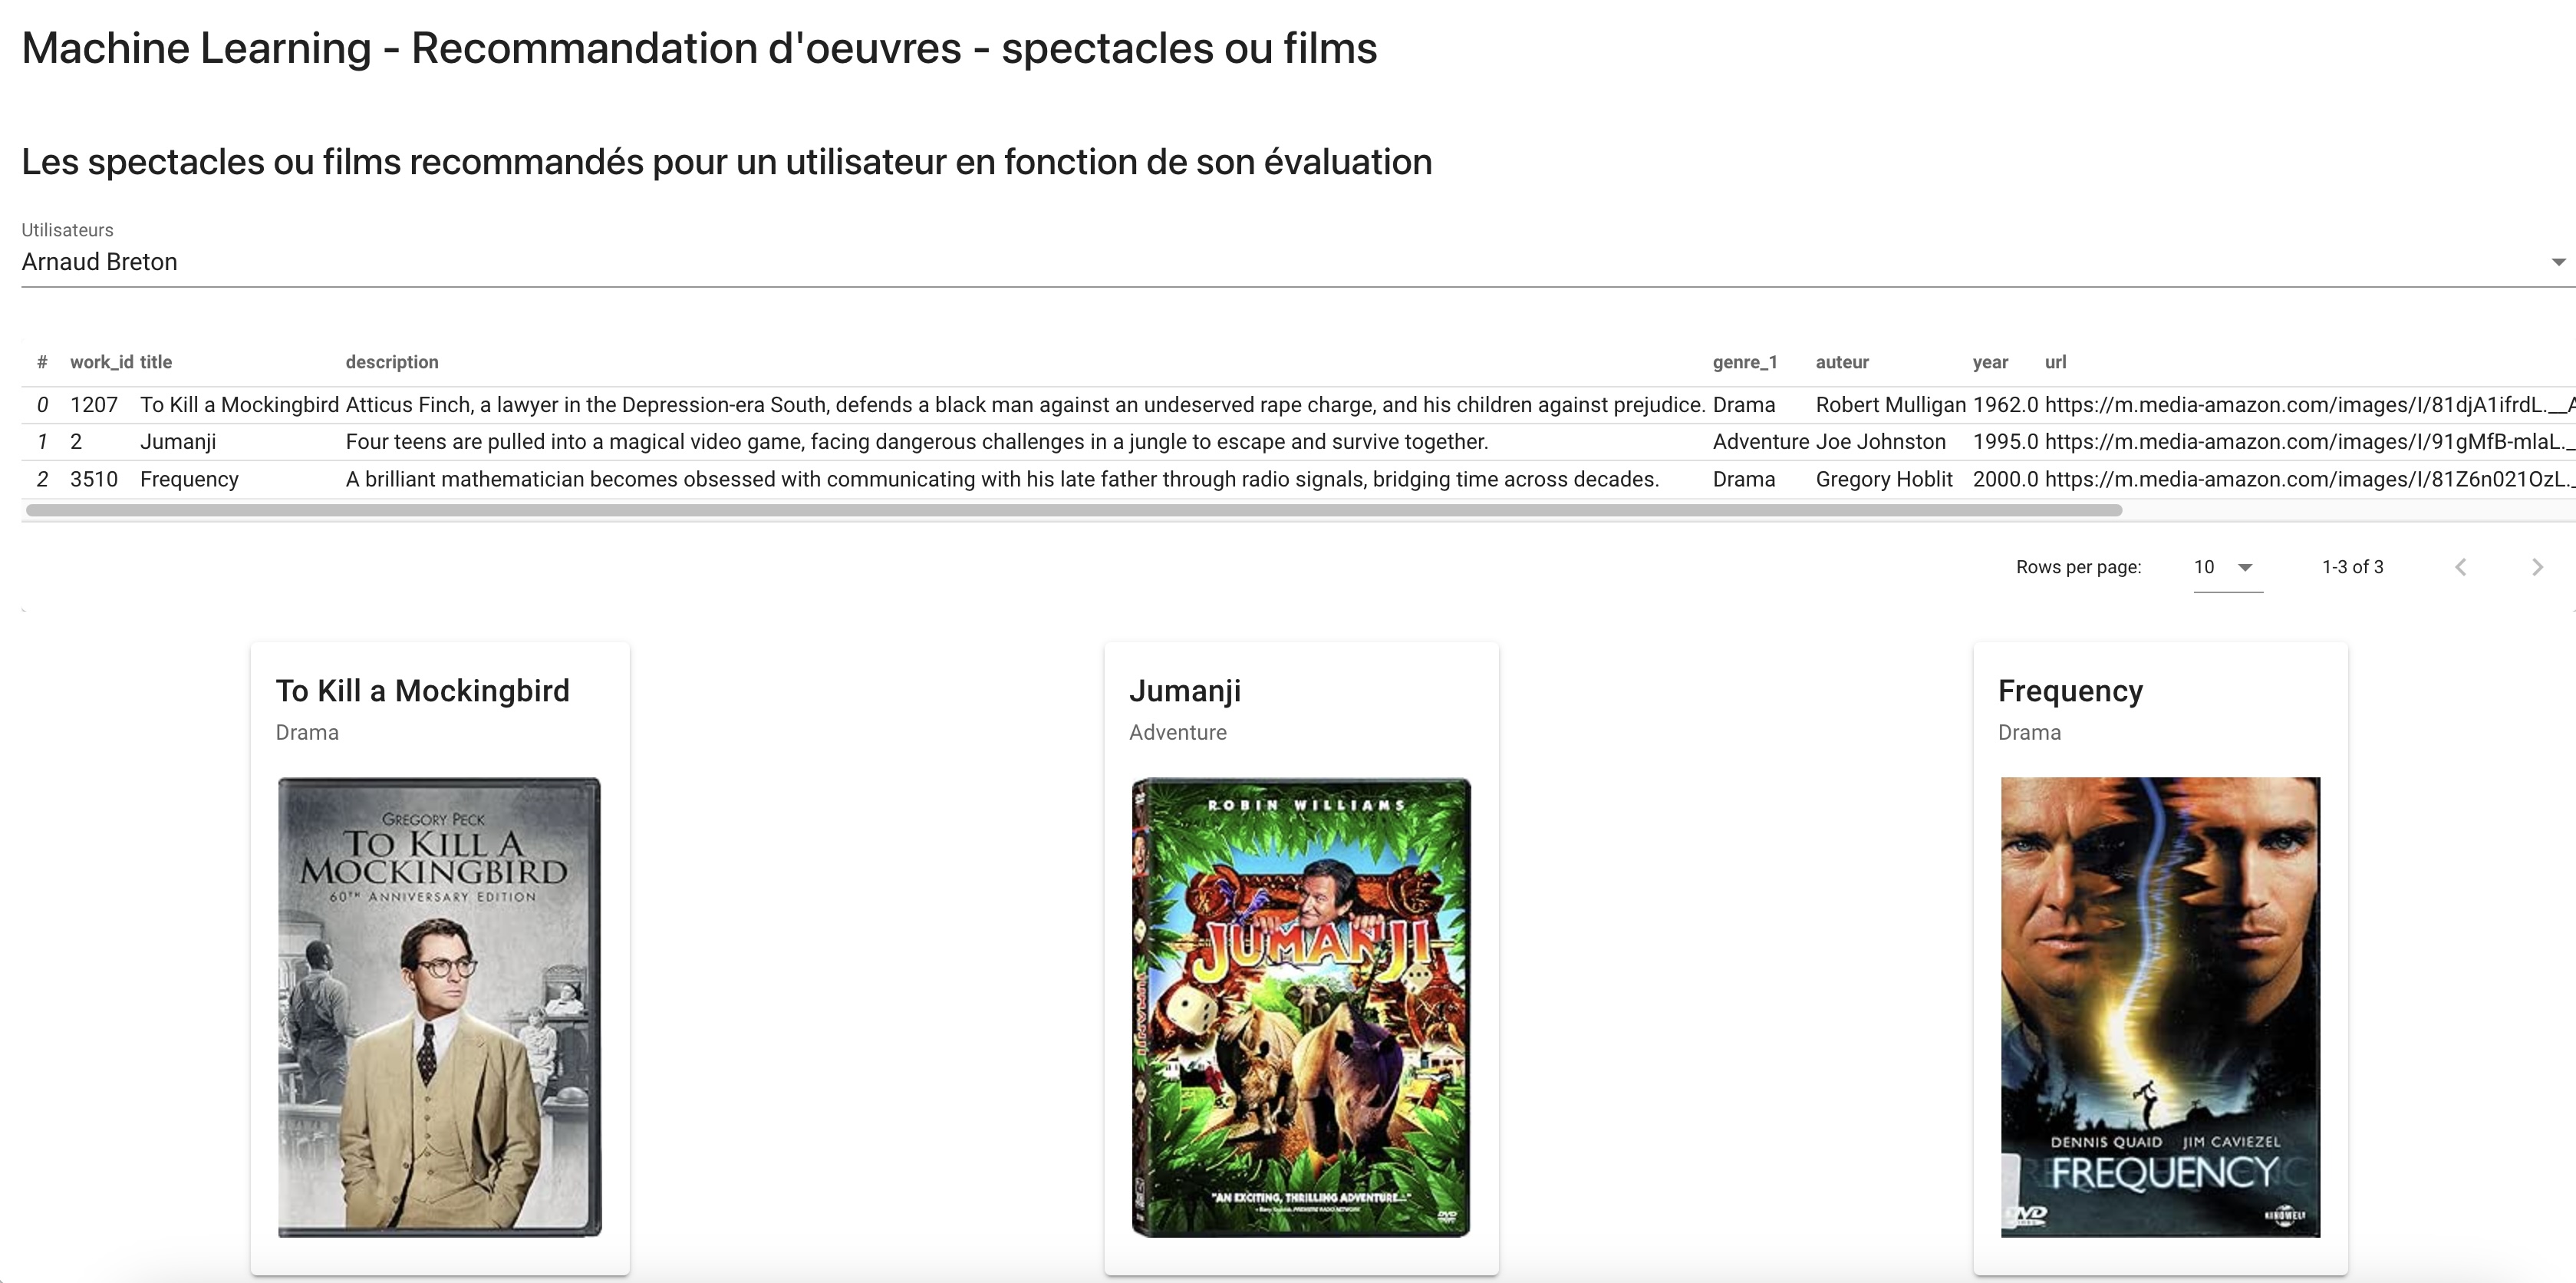 Machine Learning - Recommandation d'oeuvres - spectacles ou films
Les spectacles ou films recommandés pour un utilisateur en fonction de son évaluation
Utilisateurs
Arnaud Breton
# work_id title description genre_1 auteur year url
0 1207 To Kill a Mockingbird Atticus Finch, a lawyer in the Depression-era South, defends a black man against an undeserved rape charge, and his children against prejudice. Drama Robert Mulligan 1962.0 https://m.media-amazon.com/images/I/81djA1ifrdL.__A
1 2 Jumanji Four teens are pulled into a magical video game, facing dangerous challenges in a jungle to escape and survive together. Adventure Joe Johnston 1995.0 https://m.media-amazon.com/images/I/91gMfB-mlaL._
2 3510 Frequency A brilliant mathematician becomes obsessed with communicating with his late father through radio signals, bridging time across decades. Drama Gregory Hoblit 2000.0 https://m.media-amazon.com/images/I/81Z6n021OzL._
Rows per page: 10 1-3 of 3
To Kill a Mockingbird
Drama
GREGORY PECK
TO KILL A
MOCKINGBIRD
60TH ANNIVERSARY EDITION
Jumanji
Adventure
ROBIN WILLIAMS
JUMANJI
"AN EXCITING, THRILLING ADVENTURE..."
DVD
Frequency
Drama
DENNIS QUAID JIM CAVIEZEL
FREQUENCY
DVD
KINOWELT